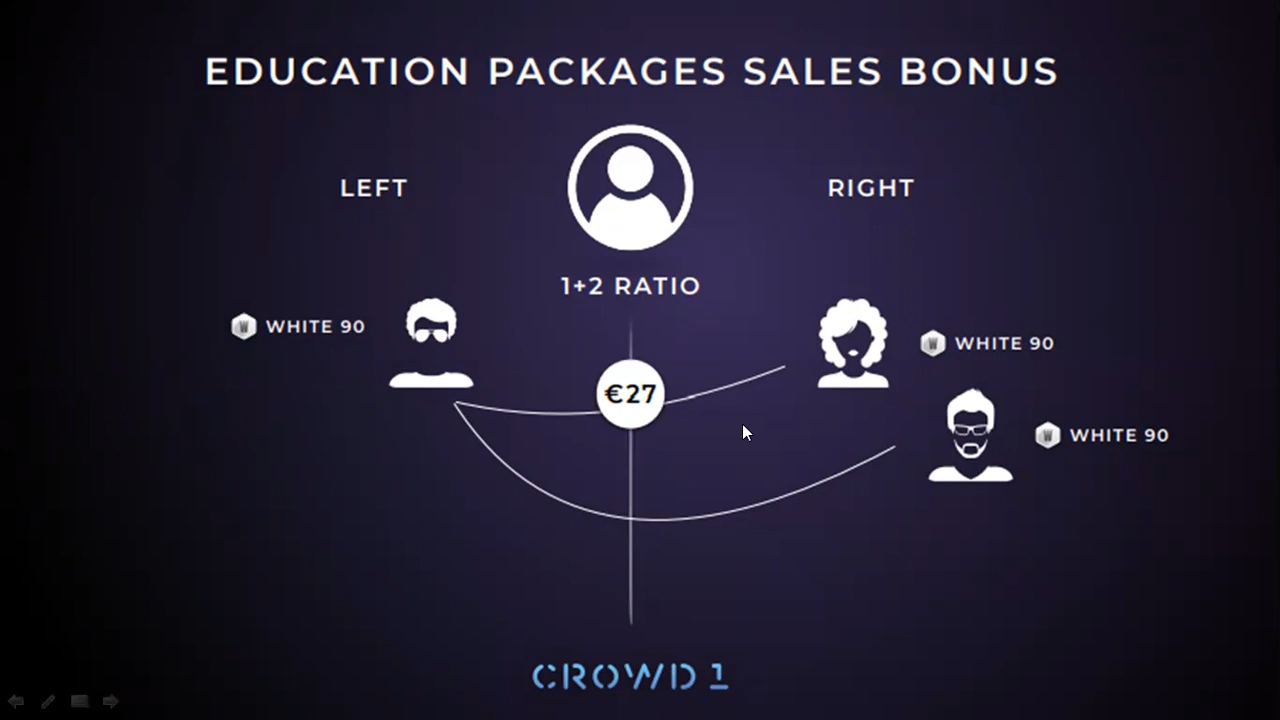 EDUCATION PACKAGES SALES BONUS
LEFT
RIGHT
1+2 RATIO
W WHITE 90
W WHITE 90
€27
W WHITE 90
CROWD 1